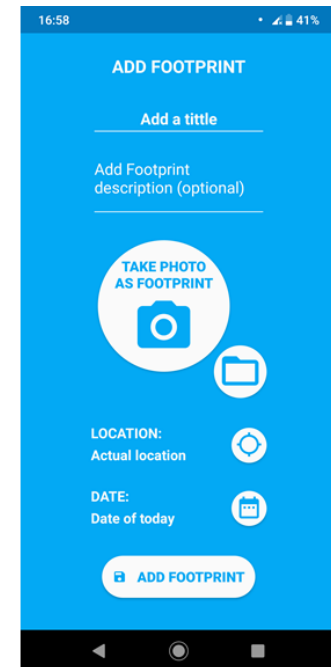 16:58
41%
ADD FOOTPRINT
Add a tittle
Add Footprint
description (optional)
TAKE PHOTO
AS FOOTPRINT
LOCATION:
Actual location
DATE:
Date of today
ADD FOOTPRINT